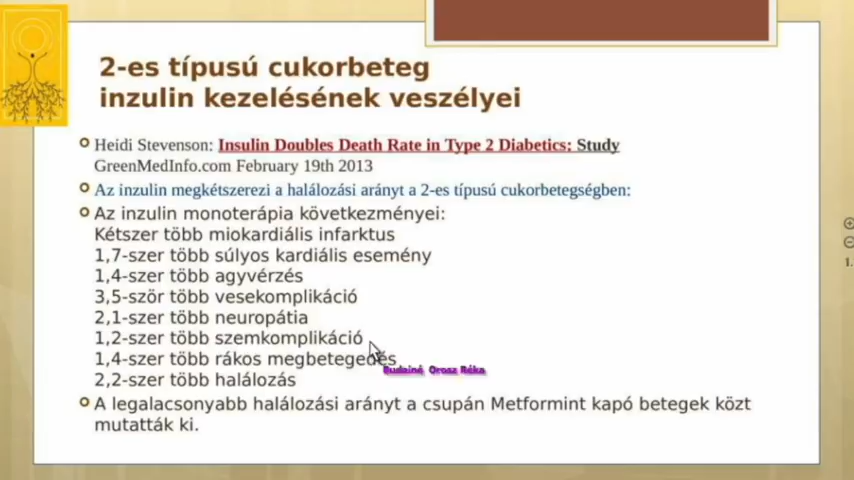 2-es típusú cukorbeteg
inzulin kezelésének veszélyei
Heidi Stevenson: Insulin Doubles Death Rate in Type 2 Diabetics: Study
GreenMedInfo.com February 19th 2013
Az inzulin megkétszerezi a halálozási arányt a 2-es típusú cukorbetegségben:
Az inzulin monoterápia következményei:
Kétszer több miokardiális infarktus
1,7-szer több súlyos kardiális esemény
1,4-szer több agyvérzés
3,5-ször több vesekomplikáció
2,1-szer több neuropátia
1,2-szer több szemkomplikáció
1,4-szer több rákos megbetegedés
Budziné Orosz Réka
2,2-szer több halálozás
A legalacsonyabb halálozási arányt a csupán Metformint kapó betegek közt
mutatták ki.
1.